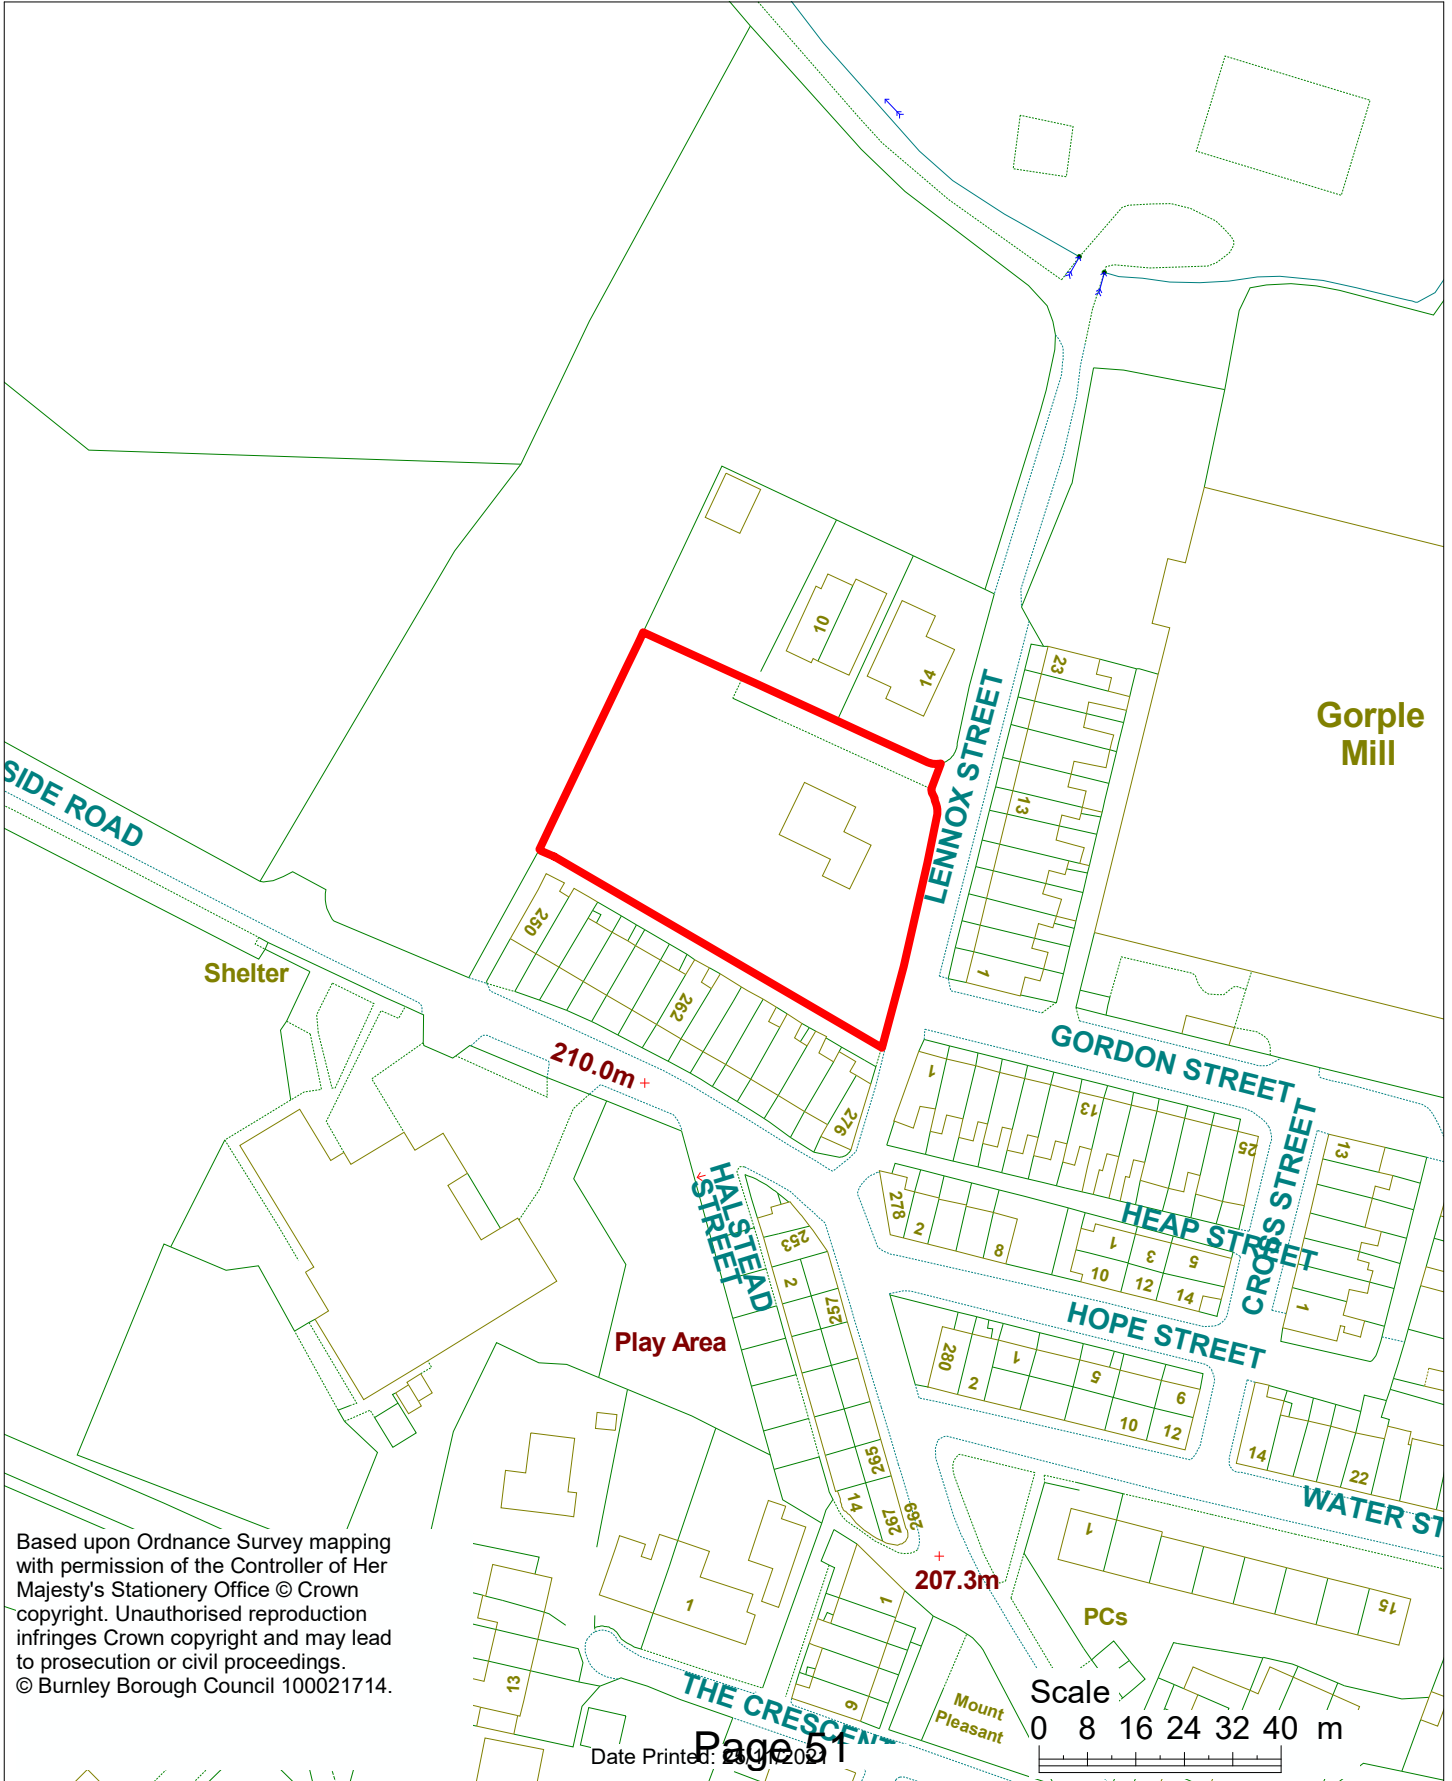 10
14
23
LENNOX STREET
Gorple
Mill
SIDE ROAD
13
250
Shelter
262
1
210.0m
GORDON STREET
1
13
276
25
CROSS STREET
13
HALSTEAD
STREET
278
2
8
HEAP STREET
1
3
5
10
12
14
253
2
257
1
HOPE STREET
Play Area
280
2
1
5
9
10
12
14
22
265
14
267
269
WATER ST
207.3m
1
15
PCs
Based upon Ordnance Survey mapping
with permission of the Controller of Her
Majesty's Stationery Office © Crown
copyright. Unauthorised reproduction
infringes Crown copyright and may lead
to prosecution or civil proceedings.
© Burnley Borough Council 100021714.
1
1
13
9
THE CRESCENT
Mount
Pleasant
Scale
0 8 16 24 32 40 m
Page 51
Date Printed: